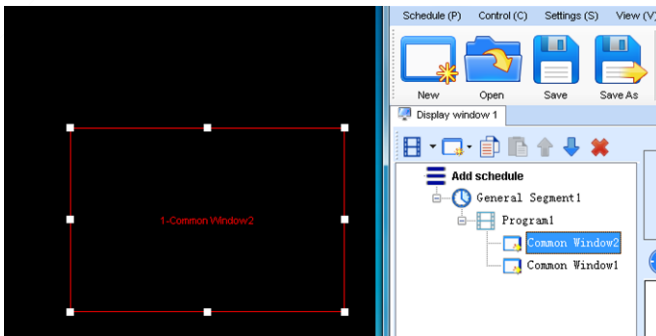 Schedule (P) Control (C) Settings (S) View (V)
New Open Save Save As
Display window 1
Add schedule
General Segment1
Program1
Common Window2
Common Window1
1-Common Window2